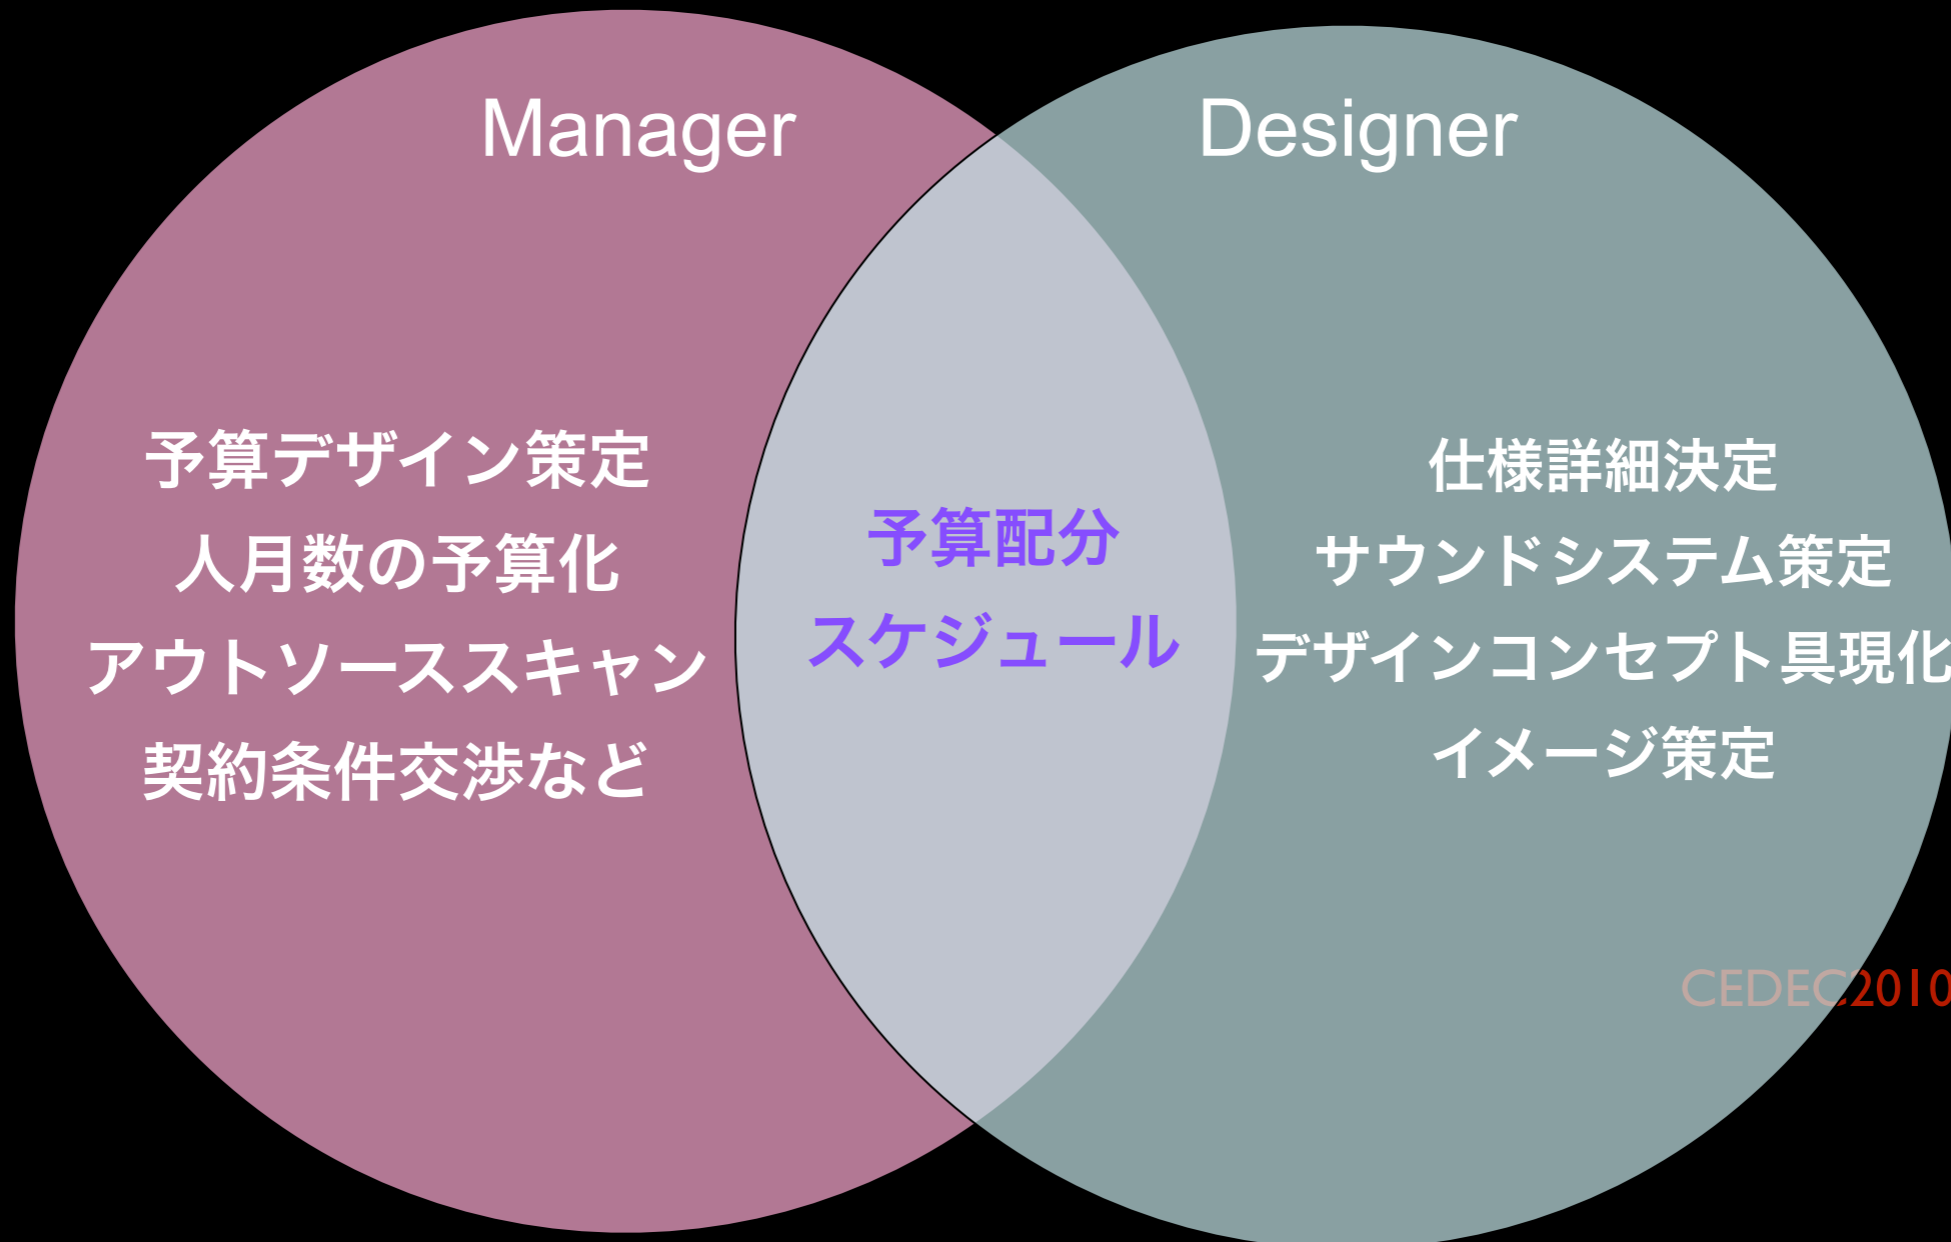 Manager
予算デザイン策定
人月数の予算化
アウトソーススキャン
契約条件交渉など
予算配分
スケジュール
Designer
仕様詳細決定
サウンドシステム策定
デザインコンセプト具現化
イメージ策定
CEDEC2010